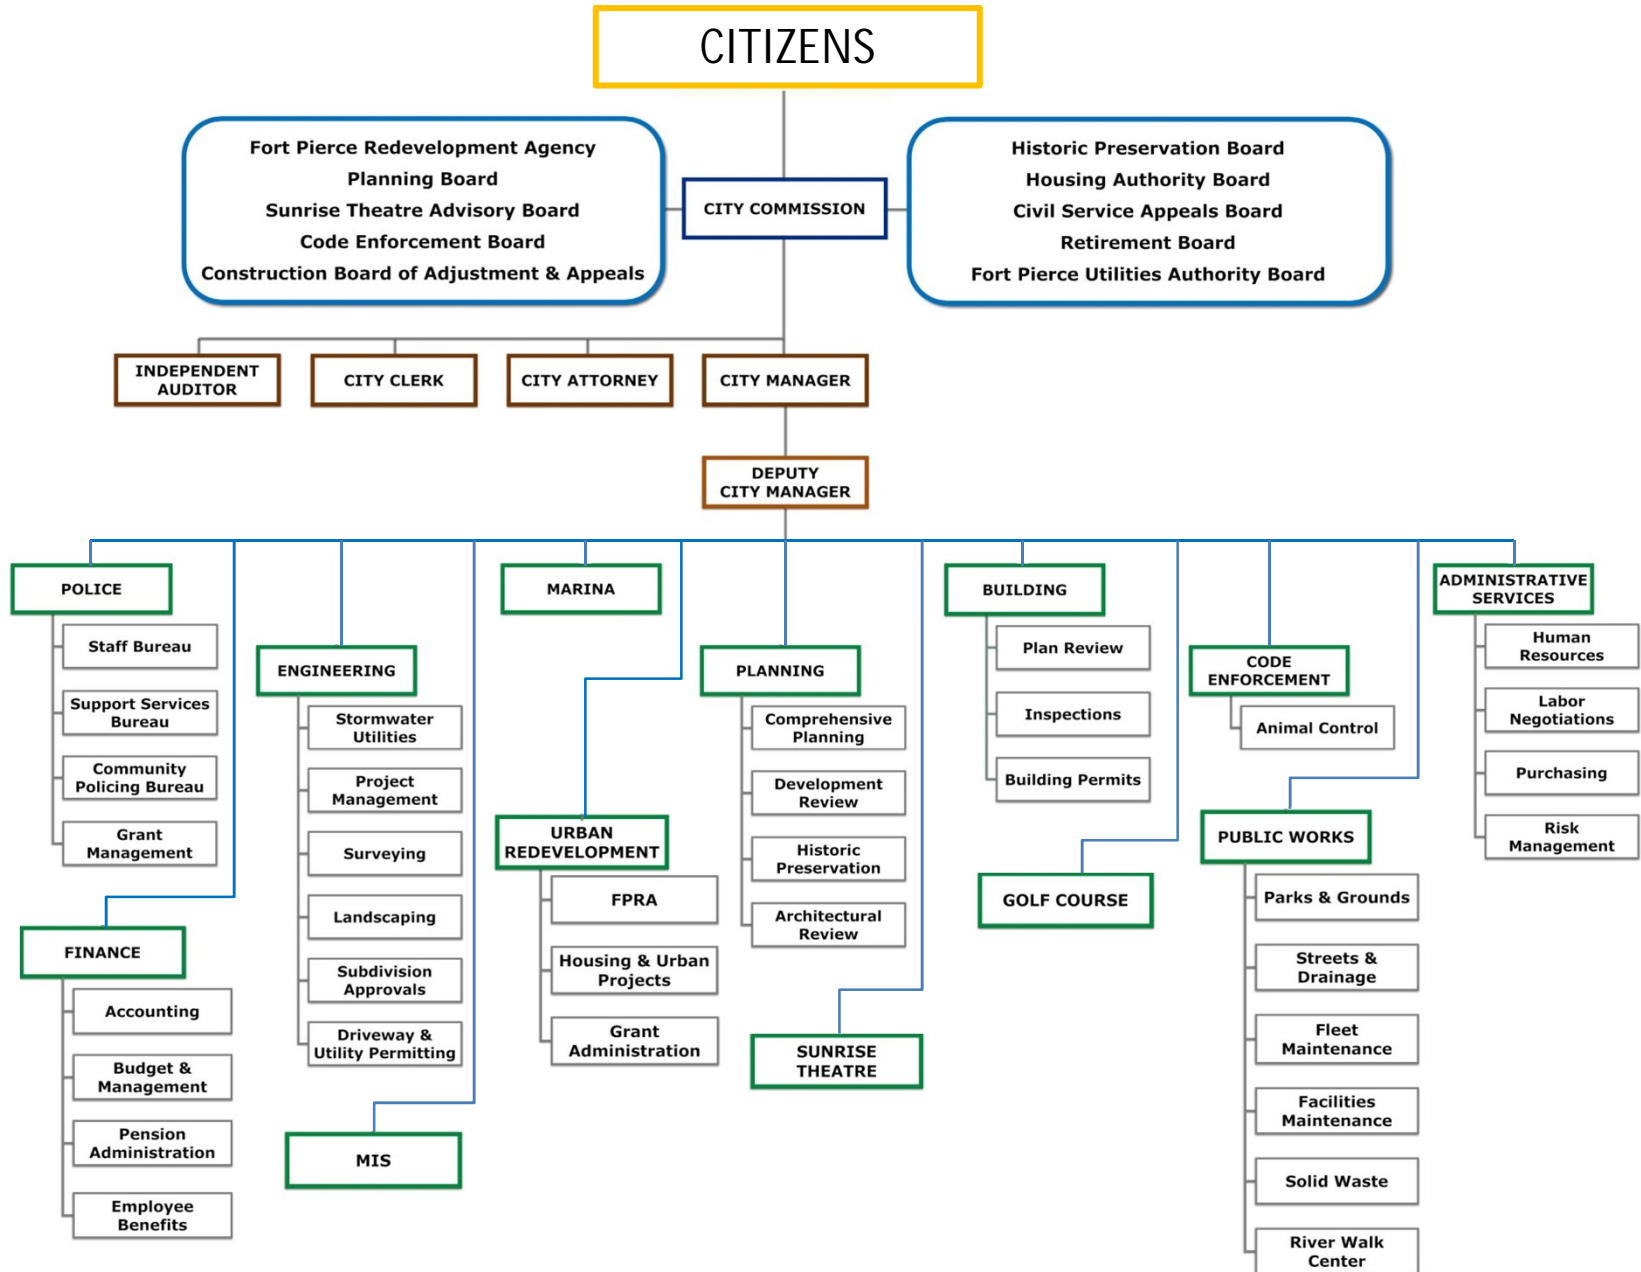 CITIZENS
Fort Pierce Redevelopment Agency
Planning Board
Sunrise Theatre Advisory Board
Code Enforcement Board
Construction Board of Adjustment & Appeals
CITY COMMISSION
Historic Preservation Board
Housing Authority Board
Civil Service Appeals Board
Retirement Board
Fort Pierce Utilities Authority Board
INDEPENDENT
AUDITOR
CITY CLERK
CITY ATTORNEY
CITY MANAGER
DEPUTY
CITY MANAGER
POLICE
Staff Bureau
Support Services
Bureau
Community
Policing Bureau
Grant
Management
FINANCE
Accounting
Budget &
Management
Pension
Administration
Employee
Benefits
ENGINEERING
Stormwater
Utilities
Project
Management
Surveying
Landscaping
Subdivision
Approvals
Driveway &
Utility Permitting
MIS
MARINA
URBAN
REDEVELOPMENT
FPRA
Housing & Urban
Projects
Grant
Administration
PLANNING
Comprehensive
Planning
Development
Review
Historic
Preservation
Architectural
Review
SUNRISE
THEATRE
BUILDING
Plan Review
Inspections
Building Permits
GOLF COURSE
CODE
ENFORCEMENT
Animal Control
PUBLIC WORKS
Parks & Grounds
Streets &
Drainage
Fleet
Maintenance
Facilities
Maintenance
Solid Waste
River Walk
Center
ADMINISTRATIVE
SERVICES
Human
Resources
Labor
Negotiations
Purchasing
Risk
Management